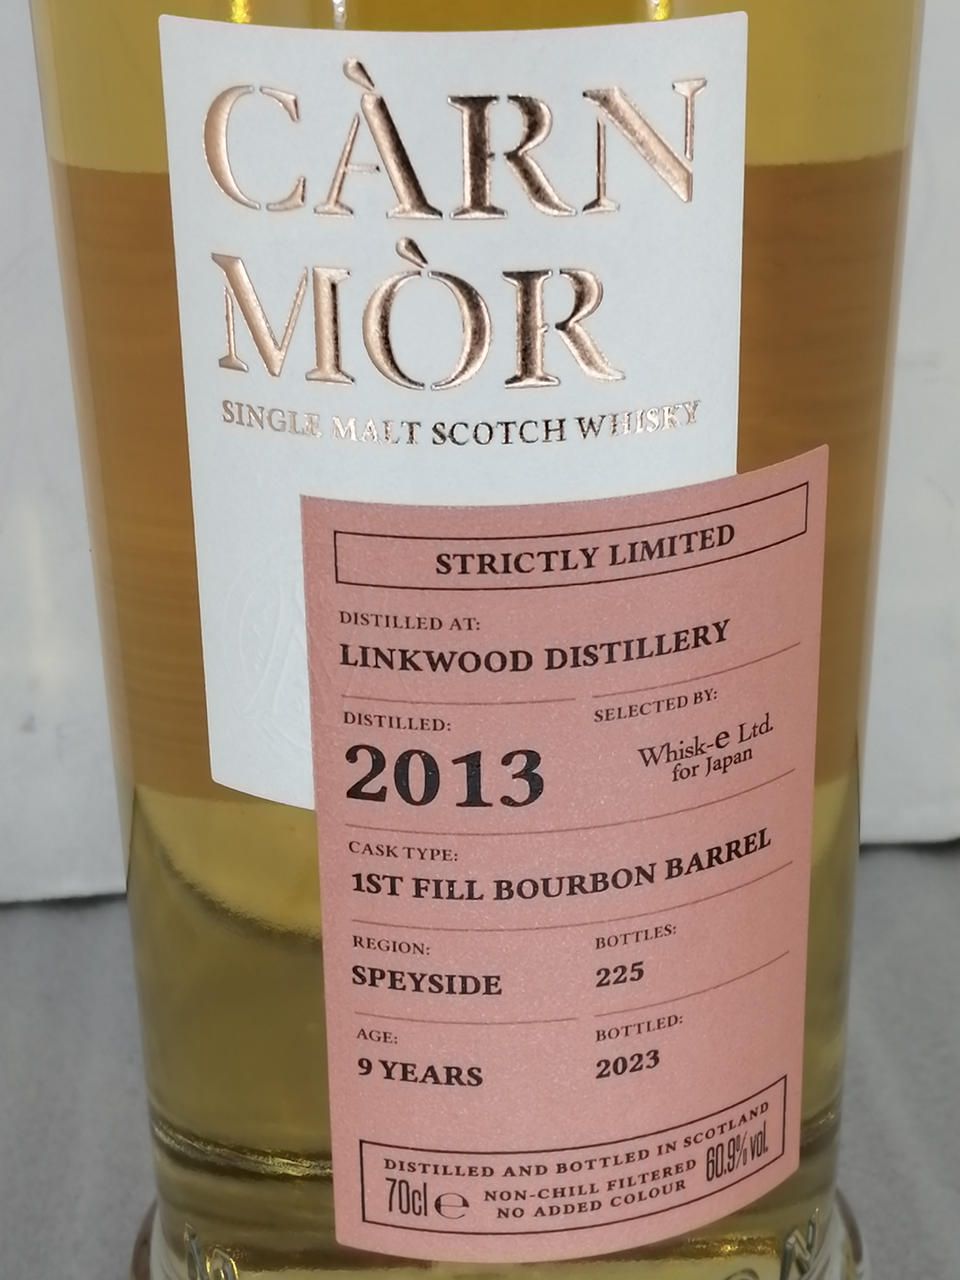 CÀRN
MÒR
SINGLE MALT SCOTCH WHISKY
STRICTLY LIMITED
DISTILLED AT:
LINKWOOD DISTILLERY
DISTILLED:
2013
SELECTED BY:
Whisk-e Ltd.
for Japan
CASK TYPE:
1ST FILL BOURBON BARREL
REGION:
SPEYSIDE
BOTTLES:
225
AGE:
9 YEARS
BOTTLED:
2023
DISTILLED AND BOTTLED IN SCOTLAND
70cl ℮ NON-CHILL FILTERED 60.9% vol.
NO ADDED COLOUR